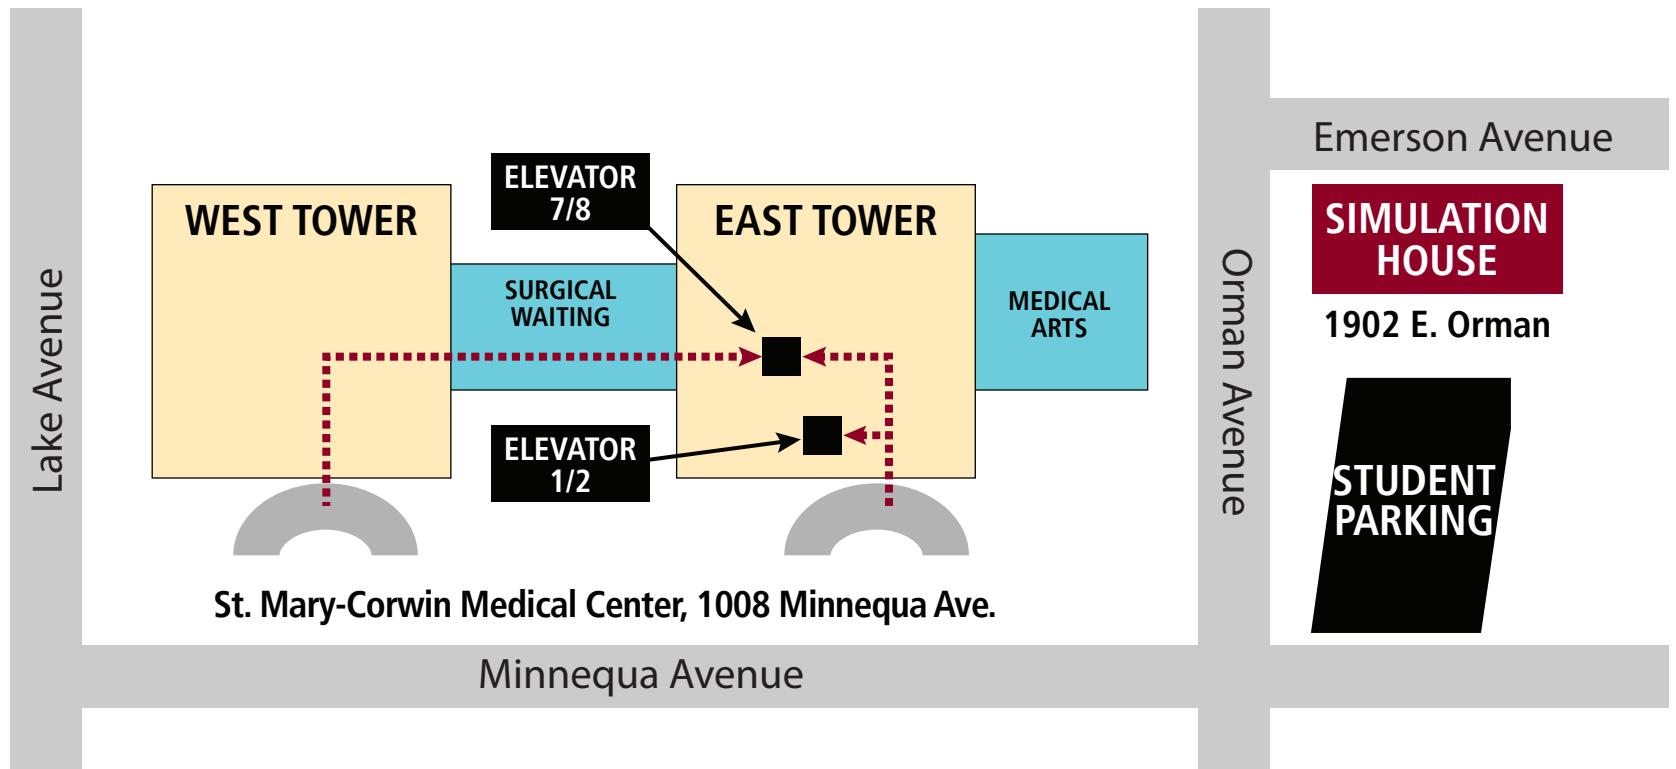 Emerson Avenue
ELEVATOR
7/8
WEST TOWER
EAST TOWER
SIMULATION
HOUSE
SURGICAL
WAITING
MEDICAL
ARTS
1902 E. Orman
Lake Avenue
Orman Avenue
ELEVATOR
1/2
STUDENT
PARKING
St. Mary-Corwin Medical Center, 1008 Minnequa Ave.
Minnequa Avenue